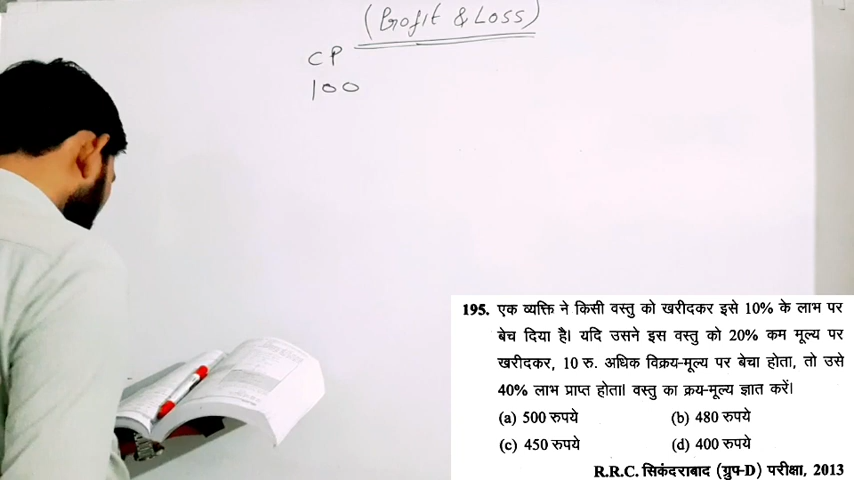 (Profit & Loss)
CP
100
195. एक व्यक्ति ने किसी वस्तु को खरीदकर इसे 10% के लाभ पर
बेच दिया है। यदि उसने इस वस्तु को 20% कम मूल्य पर
खरीदकर, 10 रु. अधिक विक्रय-मूल्य पर बेचा होता, तो उसे
40% लाभ प्राप्त होता। वस्तु का क्रय-मूल्य ज्ञात करें।
(a) 500 रुपये (b) 480 रुपये
(c) 450 रुपये (d) 400 रुपये
R.R.C. सिकंदराबाद (ग्रुप-D) परीक्षा, 2013